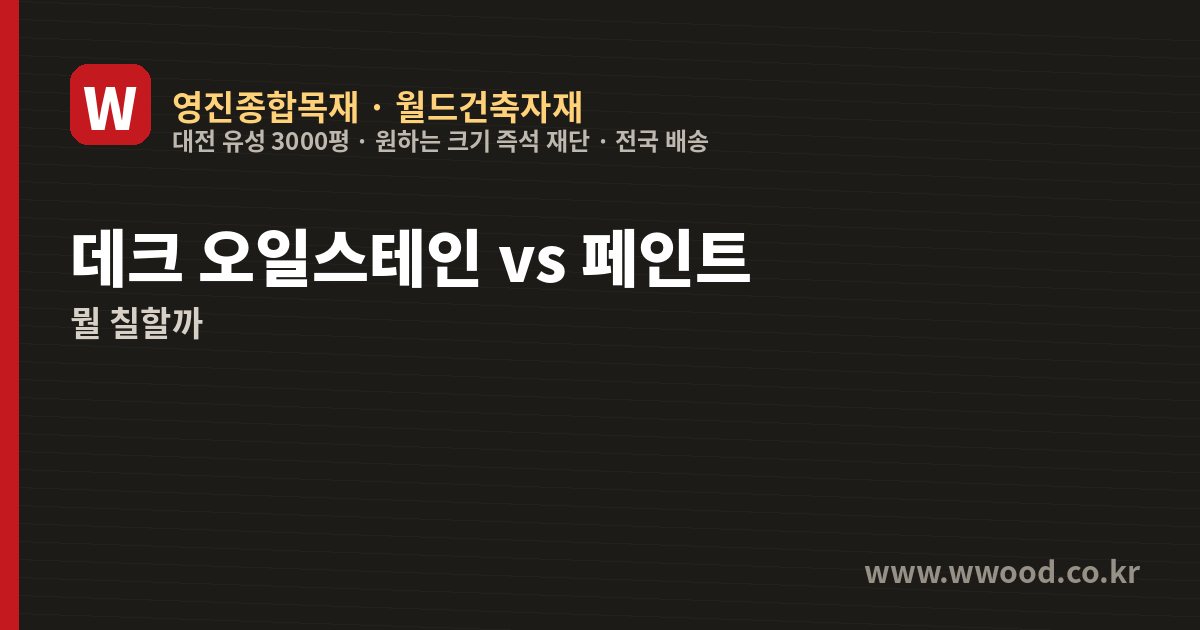 W
영진종합목재 · 월드건축자재
대전 유성 3000평 · 원하는 크기 즉석 재단 · 전국 배송
데크 오일스테인 vs 페인트
뭘 칠할까
www.wwood.co.kr